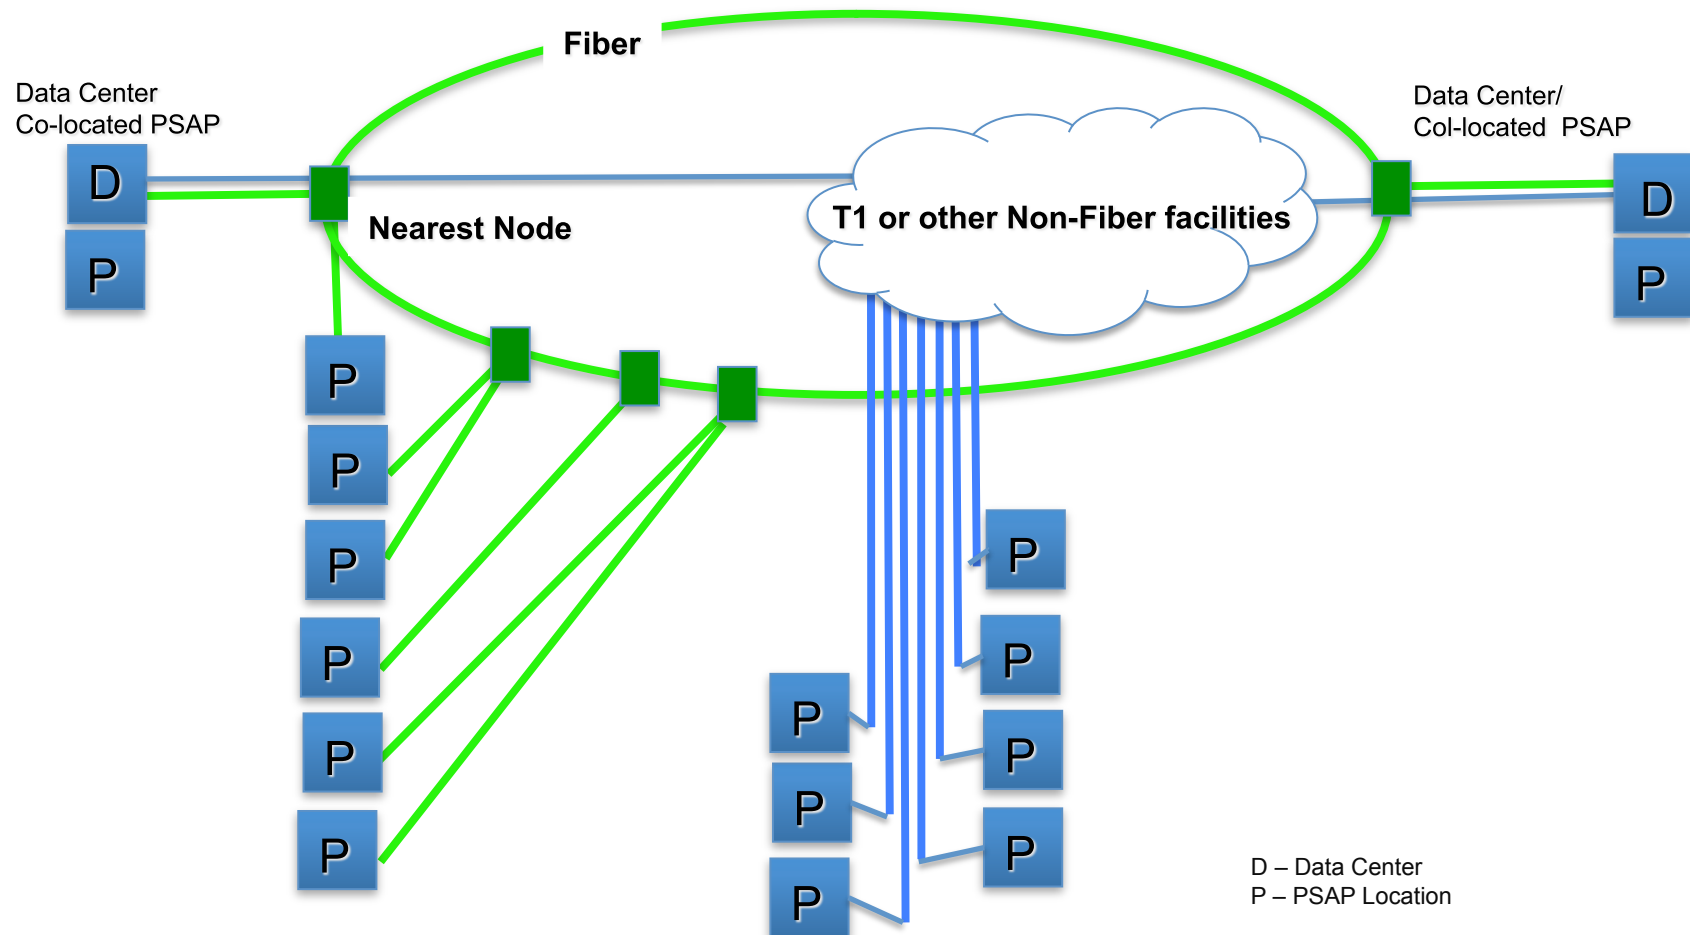 Fiber
Data Center
Co-located PSAP
Data Center/
Col-located  PSAP
D
P
D
P
Nearest Node
T1 or other Non-Fiber facilities
P
P
P
P
P
P
P
P
P
P
P
P
P
D – Data Center
P – PSAP Location